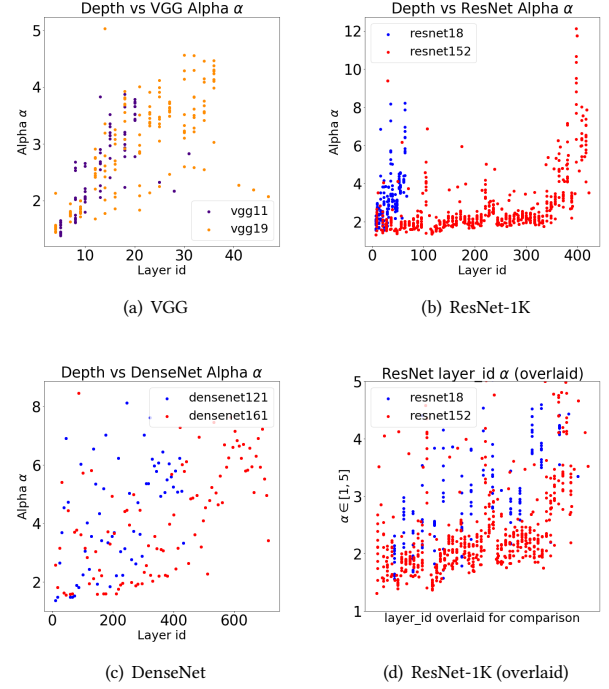 Depth vs VGG Alpha α
5
4
3
2
Alpha α
10
20
30
40
Layer id
vgg11
vgg19
(a) VGG
Depth vs ResNet Alpha α
12
10
8
6
4
2
Alpha α
0
100
200
300
400
Layer id
resnet18
resnet152
(b) ResNet-1K
Depth vs DenseNet Alpha α
8
6
4
2
Alpha α
0
200
400
600
Layer id
densenet121
densenet161
(c) DenseNet
ResNet layer_id α (overlaid)
5
4
3
2
1
α ∈ [1, 5]
layer_id overlaid for comparison
resnet18
resnet152
(d) ResNet-1K (overlaid)